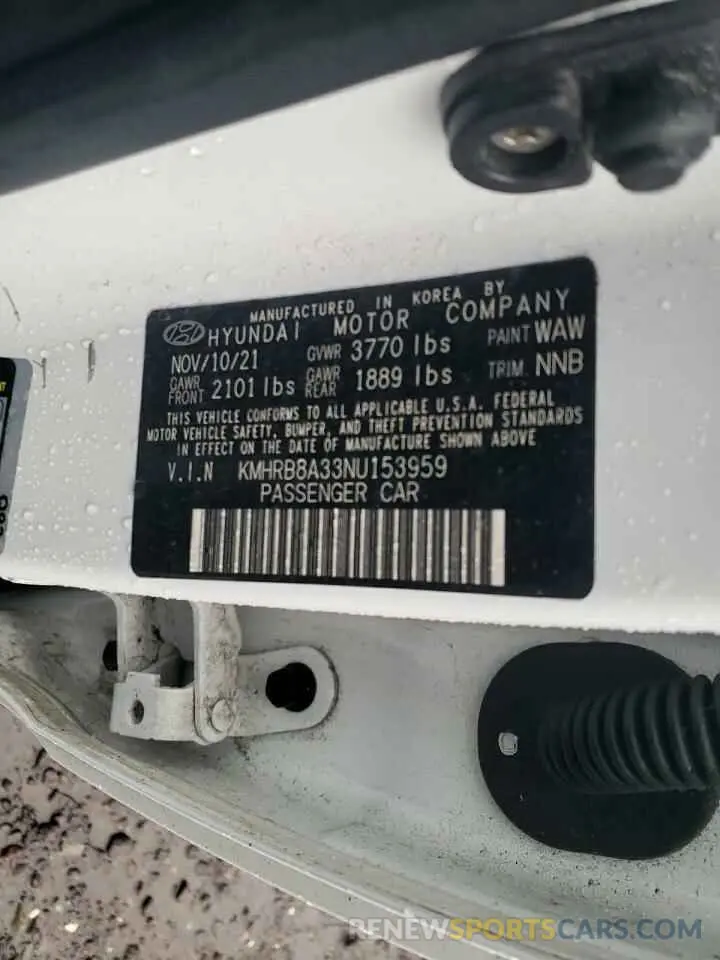 MANUFACTURED IN KOREA BY
HYUNDAI MOTOR COMPANY
NOV/10/21 GVWR 3770 lbs PAINT WAW
GAWR FRONT 2101 lbs GAWR REAR 1889 lbs TRIM. NNB
THIS VEHICLE CONFORMS TO ALL APPLICABLE U.S.A. FEDERAL
MOTOR VEHICLE SAFETY, BUMPER, AND THEFT PREVENTION STANDARDS
IN EFFECT ON THE DATE OF MANUFACTURE SHOWN ABOVE
V.I.N KMHRB8A33NU153959
PASSENGER CAR
RENEWSPORTSCARS.COM